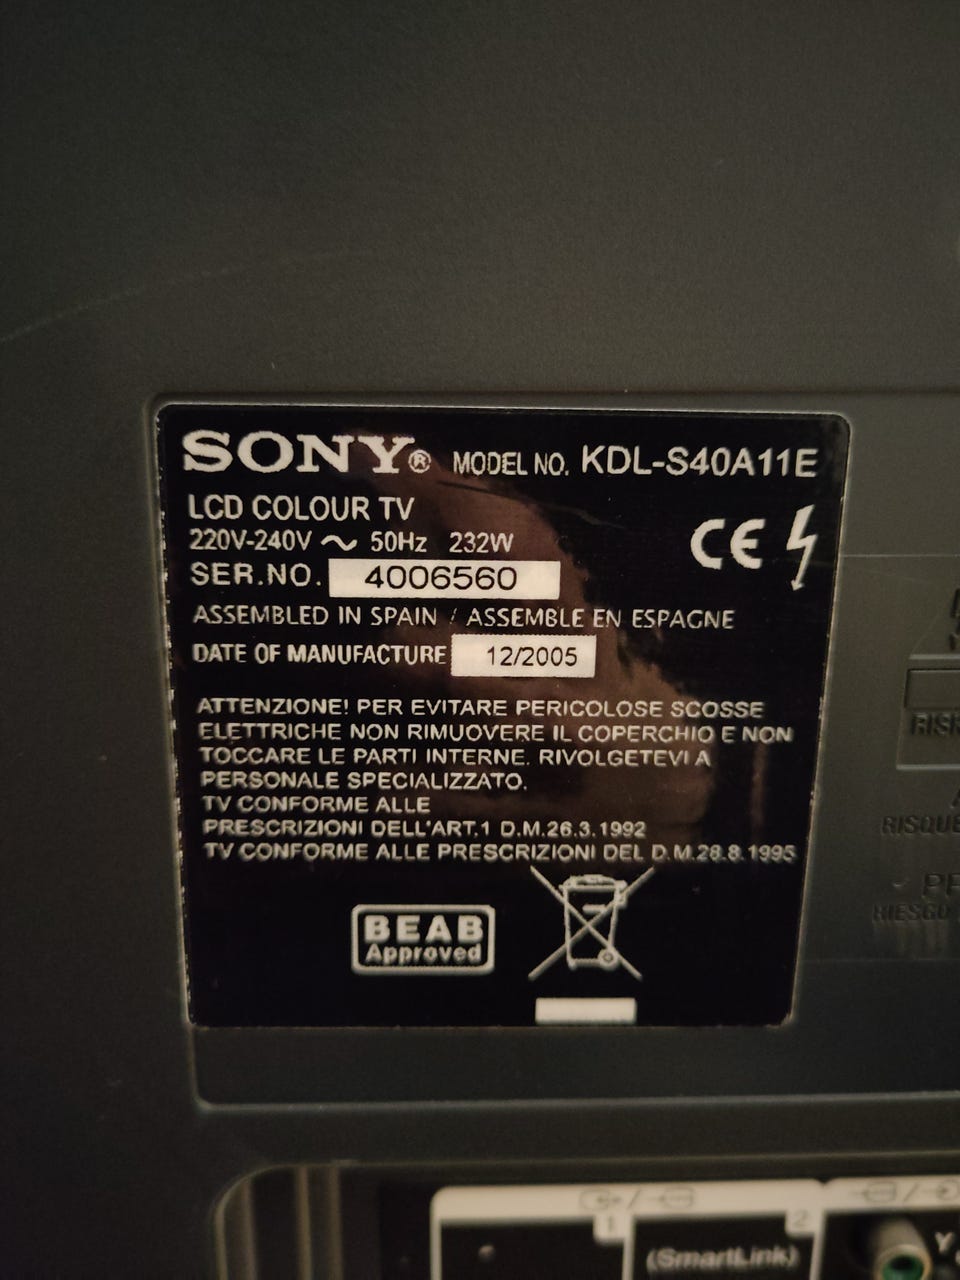 SONY® MODEL NO. KDL-S40A11E
LCD COLOUR TV
220V-240V ~ 50Hz 232W
CE
SER.NO. 4006560
ASSEMBLED IN SPAIN / ASSEMBLE EN ESPAGNE
DATE OF MANUFACTURE 12/2005
ATTENZIONE! PER EVITARE PERICOLOSE SCOSSE
ELETTRICHE NON RIMUOVERE IL COPERCHIO E NON
TOCCARE LE PARTI INTERNE. RIVOLGETEVI A
PERSONALE SPECIALIZZATO.
TV CONFORME ALLE
PRESCRIZIONI DELL'ART.1 D.M.26.3.1992
TV CONFORME ALLE PRESCRIZIONI DEL D.M.28.8.1995
BEAB
Approved
1
2
(SmartLink)
Y